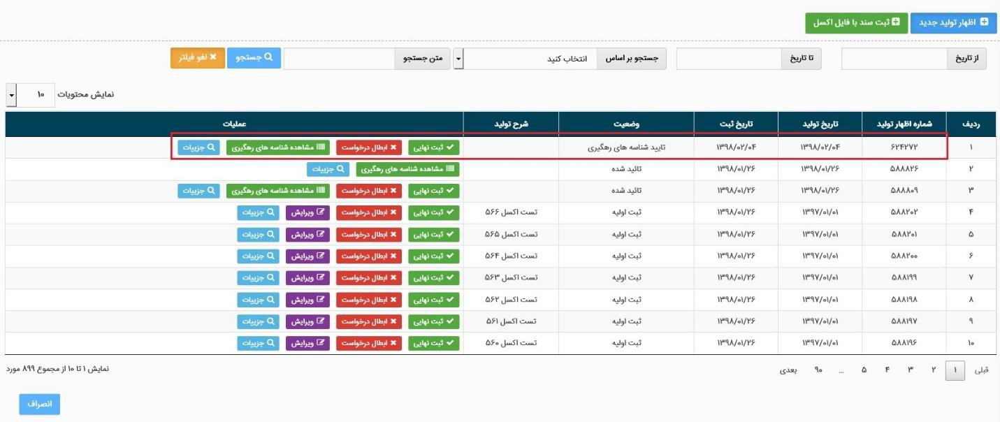 اظهار تولید جدید ثبت سند با فایل اکسل
از تاریخ تا تاریخ جستجو بر اساس انتخاب کنید متن جستجو جستجو لغو فیلتر
نمایش محتویات ۱۰
ردیف شماره اظهار تولید تاریخ تولید تاریخ ثبت وضعیت شرح تولید عملیات
۱ ۶۲۴۲۷۲ ۱۳۹۸/۰۲/۰۴ ۱۳۹۸/۰۲/۰۴ تایید شناسه های رهگیری ثبت نهایی ابطال درخواست مشاهده شناسه های رهگیری جزییات
۲ ۵۸۸۸۲۶ ۱۳۹۸/۰۱/۲۶ ۱۳۹۸/۰۱/۲۶ تائید شده مشاهده شناسه های رهگیری جزییات
۳ ۵۸۸۸۰۹ ۱۳۹۸/۰۱/۲۶ ۱۳۹۸/۰۱/۲۶ تائید شده ثبت نهایی ابطال درخواست مشاهده شناسه های رهگیری جزییات
۴ ۵۸۸۲۰۲ ۱۳۹۷/۰۱/۰۱ ۱۳۹۸/۰۱/۲۶ ثبت اولیه تست اکسل ۵۶۶ ثبت نهایی ابطال درخواست ویرایش جزییات
۵ ۵۸۸۲۰۱ ۱۳۹۷/۰۱/۰۱ ۱۳۹۸/۰۱/۲۶ ثبت اولیه تست اکسل ۵۶۵ ثبت نهایی ابطال درخواست ویرایش جزییات
۶ ۵۸۸۲۰۰ ۱۳۹۷/۰۱/۰۱ ۱۳۹۸/۰۱/۲۶ ثبت اولیه تست اکسل ۵۶۴ ثبت نهایی ابطال درخواست ویرایش جزییات
۷ ۵۸۸۱۹۹ ۱۳۹۷/۰۱/۰۱ ۱۳۹۸/۰۱/۲۶ ثبت اولیه تست اکسل ۵۶۳ ثبت نهایی ابطال درخواست ویرایش جزییات
۸ ۵۸۸۱۹۸ ۱۳۹۷/۰۱/۰۱ ۱۳۹۸/۰۱/۲۶ ثبت اولیه تست اکسل ۵۶۲ ثبت نهایی ابطال درخواست ویرایش جزییات
۹ ۵۸۸۱۹۷ ۱۳۹۷/۰۱/۰۱ ۱۳۹۸/۰۱/۲۶ ثبت اولیه تست اکسل ۵۶۱ ثبت نهایی ابطال درخواست ویرایش جزییات
۱۰ ۵۸۸۱۹۶ ۱۳۹۷/۰۱/۰۱ ۱۳۹۸/۰۱/۲۶ ثبت اولیه تست اکسل ۵۶۰ ثبت نهایی ابطال درخواست ویرایش جزییات
قبلی ۱ ۲ ۳ ۴ ۵ ... ۹۰ بعدی نمایش ۱ تا ۱۰ از مجموع ۸۹۹ مورد
انصراف